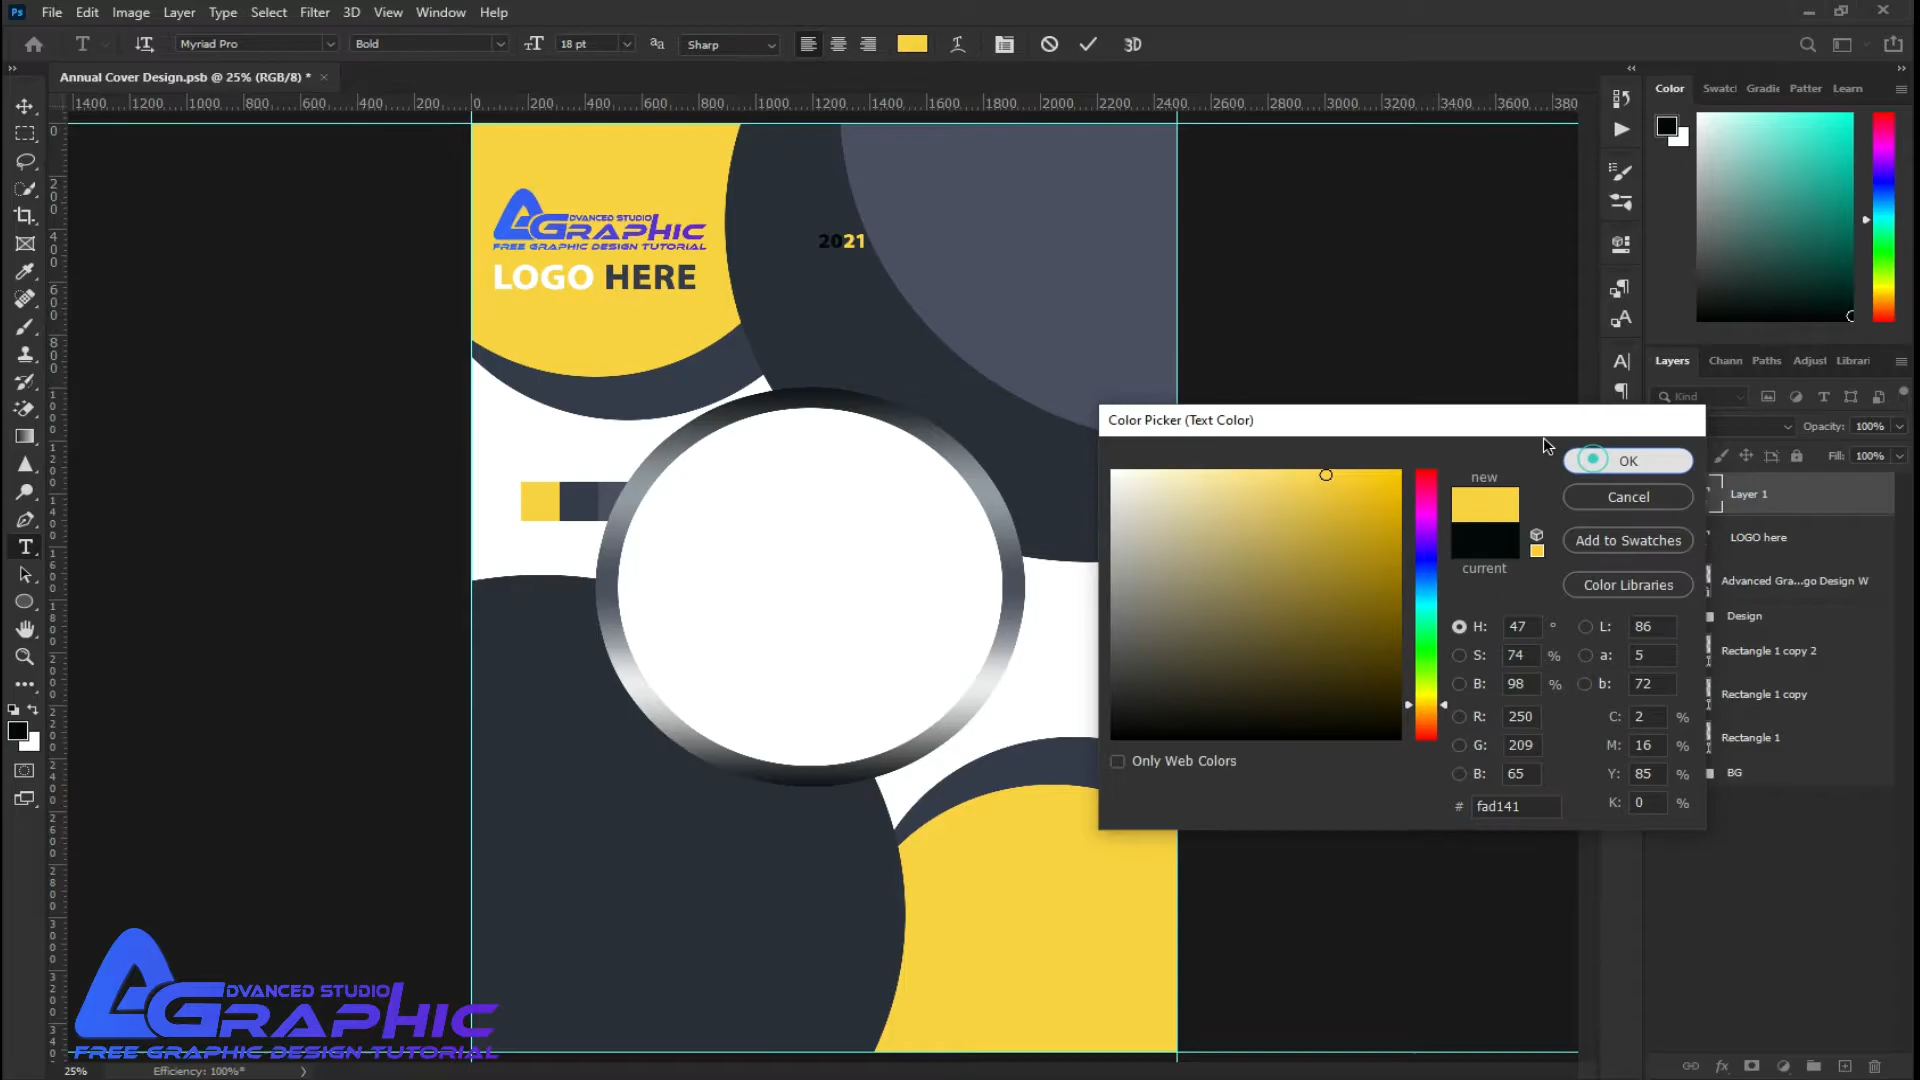 Ps File Edit Image Layer Type Select Filter 3D View Window Help
T Myriad Pro Bold 18 pt Sharp 3D
Annual Cover Design.psb @ 25% (RGB/8) *
1400 1200 1000 800 600 400 200 0 200 400 600 800 1000 1200 1400 1600 1800 2000 2200 2400 2600 2800 3000 3200 3400 3600 380
Color Swatc Gradie Patter Learn
AGRAPHIC
DVANCED STUDIO
FREE GRAPHIC DESIGN TUTORIAL
LOGO HERE
2021
Layers Chann Paths Adjust Librari
Kind
Opacity: 100%
Fill: 100%
Layer 1
LOGO here
Advanced Gra...go Design W
Design
Rectangle 1 copy 2
Rectangle 1 copy
Rectangle 1
BG
Color Picker (Text Color)
new
current
OK
Cancel
Add to Swatches
Color Libraries
H: 47 ° L: 86
S: 74 % a: 5
B: 98 % b: 72
R: 250 C: 2 %
G: 209 M: 16 %
B: 65 Y: 85 %
# fad141 K: 0 %
Only Web Colors
AGRAPHIC
DVANCED STUDIO
FREE GRAPHIC DESIGN TUTORIAL
25% Efficiency: 100%*